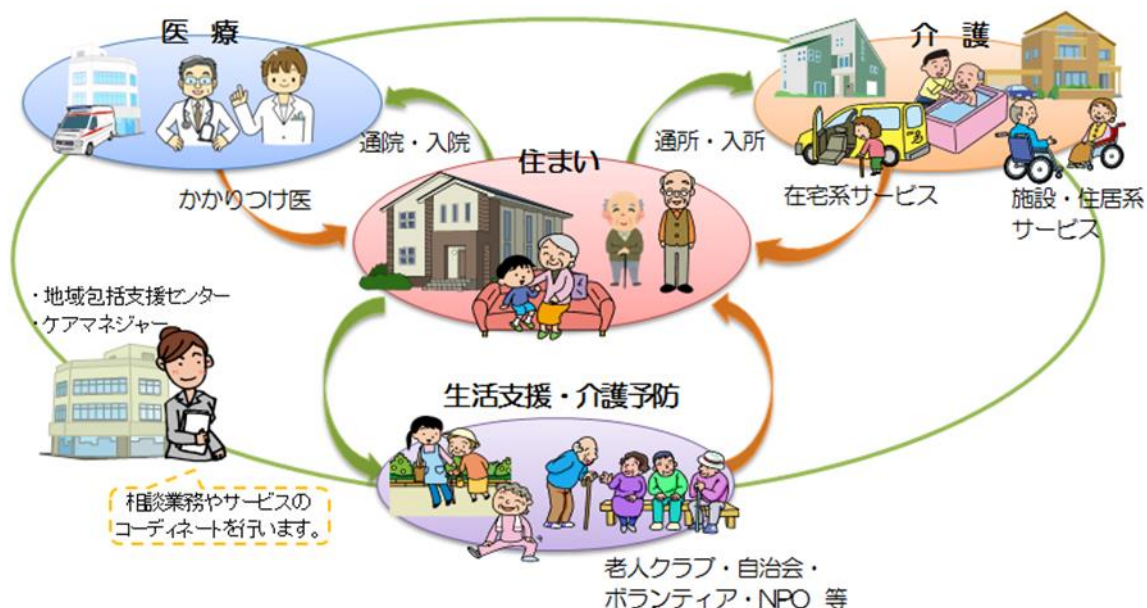 医 療
介 護
通院・入院
通所・入所
住まい
かかりつけ医
在宅系サービス
施設・住居系
サービス
・地域包括支援センター
・ケアマネジャー
生活支援・介護予防
相談業務やサービスの
コーディネートを行います。
老人クラブ・自治会・
ボランティア・NPO 等